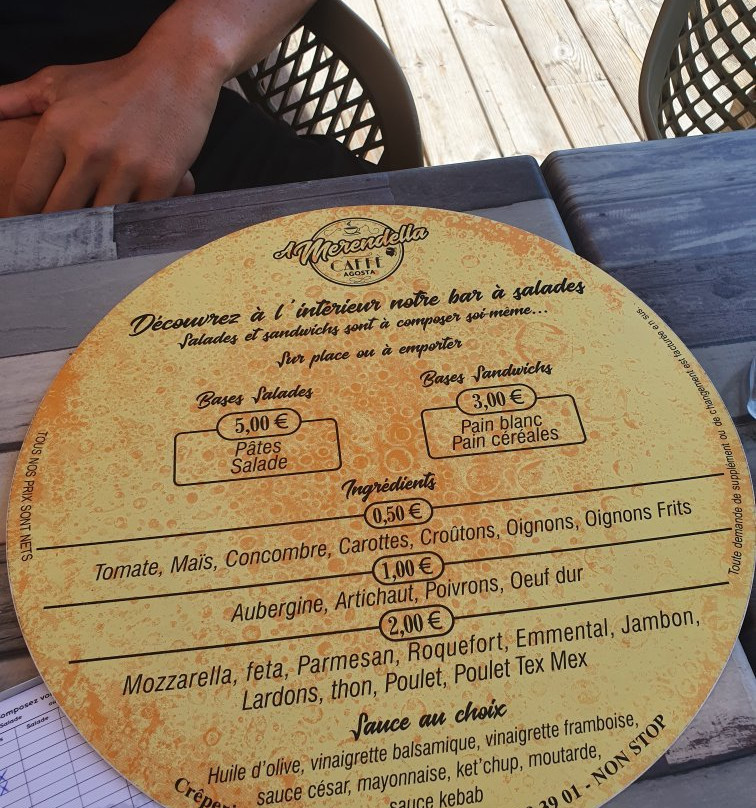 A Merendella
CAFFÈ
AGOSTA
Découvrez à l'intérieur notre bar à salades
Salades et sandwichs sont à composer soi-même...
Sur place ou à emporter
Bases Salades
5,00 €
Pâtes
Salade
Bases Sandwichs
3,00 €
Pain blanc
Pain céréales
Ingrédients
0,50 €
Tomate, Maïs, Concombre, Carottes, Croûtons, Oignons, Oignons Frits
1,00 €
Aubergine, Artichaut, Poivrons, Oeuf dur
2,00 €
Mozzarella, feta, Parmesan, Roquefort, Emmental, Jambon,
Lardons, thon, Poulet, Poulet Tex Mex
Sauce au choix
Huile d'olive, vinaigrette balsamique, vinaigrette framboise,
sauce césar, mayonnaise, ket'chup, moutarde,
sauce kebab
TOUS NOS PRIX SONT NETS
Toute demande de supplément ou de changement est facturée en sus.
39 01 - NON STOP
Salade
Salade